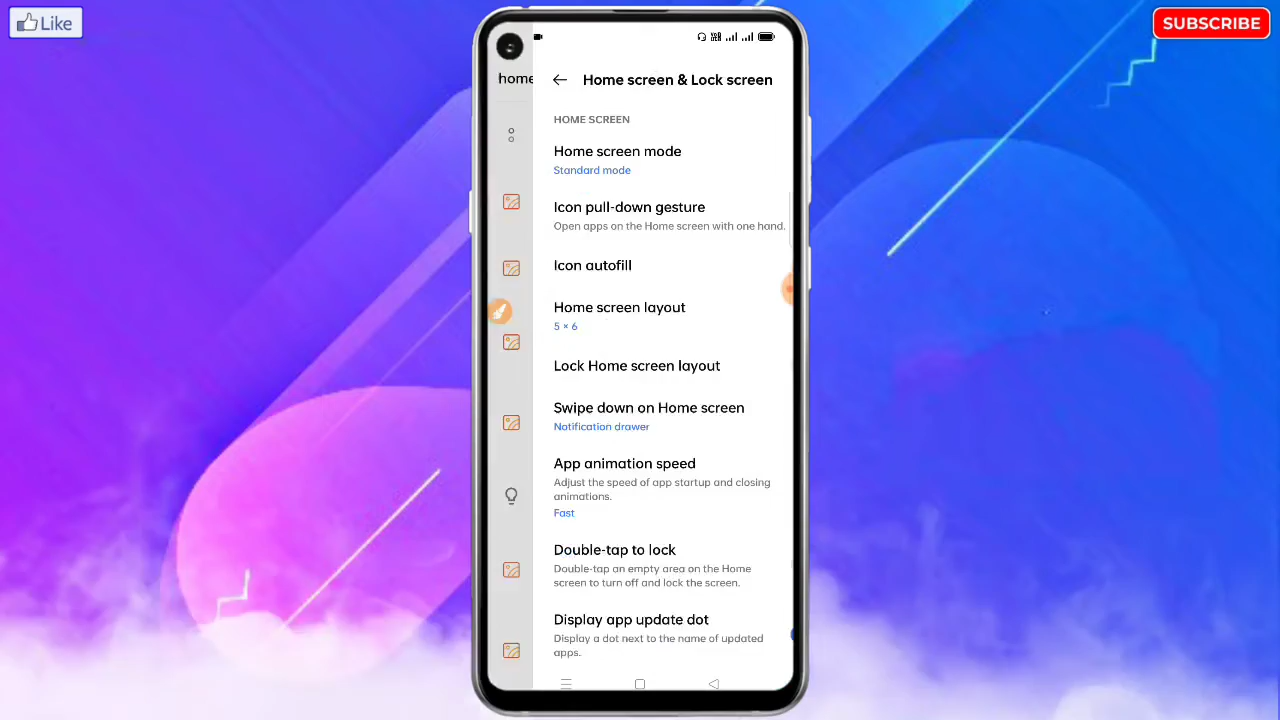 Like
SUBSCRIBE
home
Home screen & Lock screen
HOME SCREEN
Home screen mode
Standard mode
Icon pull-down gesture
Open apps on the Home screen with one hand.
Icon autofill
Home screen layout
5 × 6
Lock Home screen layout
Swipe down on Home screen
Notification drawer
App animation speed
Adjust the speed of app startup and closing
animations.
Fast
Double-tap to lock
Double-tap an empty area on the Home
screen to turn off and lock the screen.
Display app update dot
Display a dot next to the name of updated
apps.